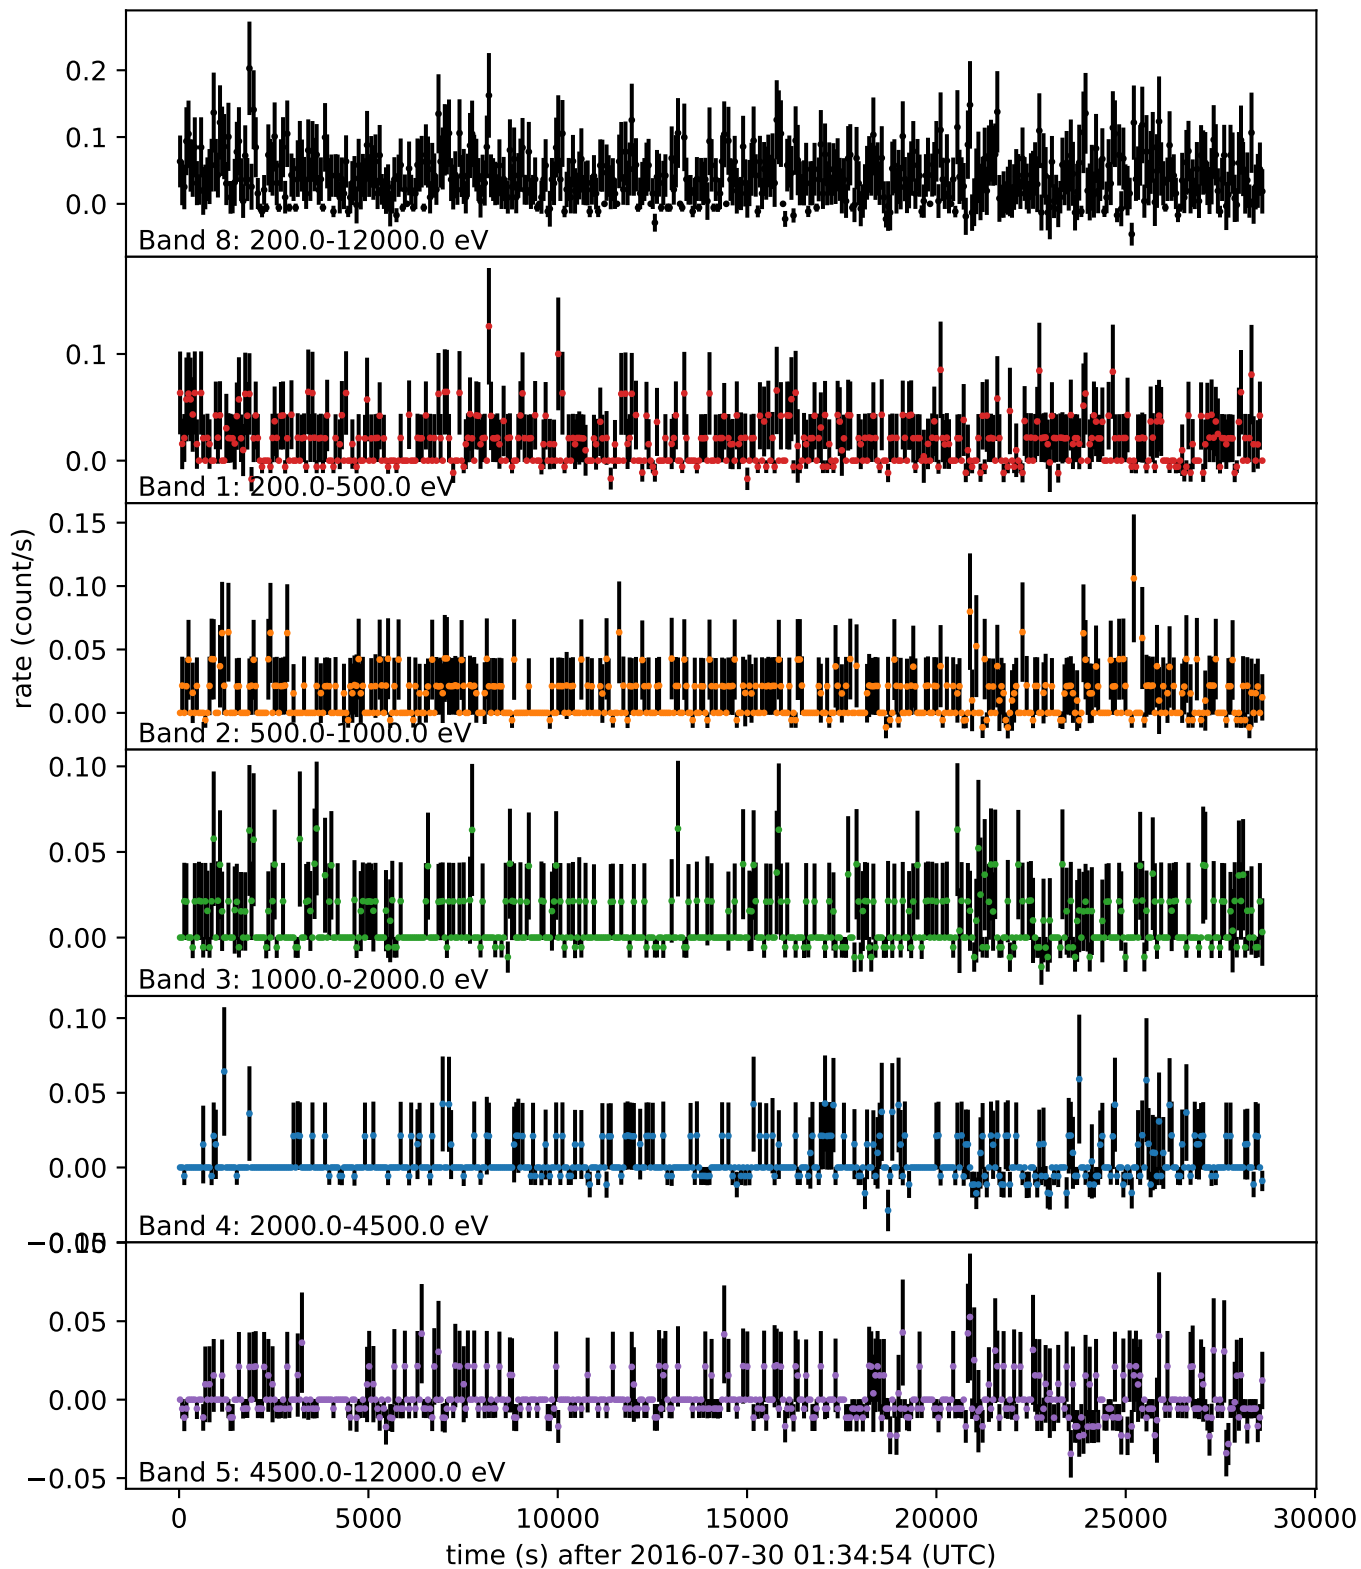 0.2
0.1
0.0
Band 8: 200.0-12000.0 eV
0.1
0.0
Band 1: 200.0-500.0 eV
rate (count/s)
0.15
0.10
0.05
0.00
Band 2: 500.0-1000.0 eV
0.10
0.05
0.00
Band 3: 1000.0-2000.0 eV
0.10
0.05
0.00
−0.05
Band 4: 2000.0-4500.0 eV
0.10
0.05
0.00
−0.05
Band 5: 4500.0-12000.0 eV
0 5000 10000 15000 20000 25000 30000
time (s) after 2016-07-30 01:34:54 (UTC)